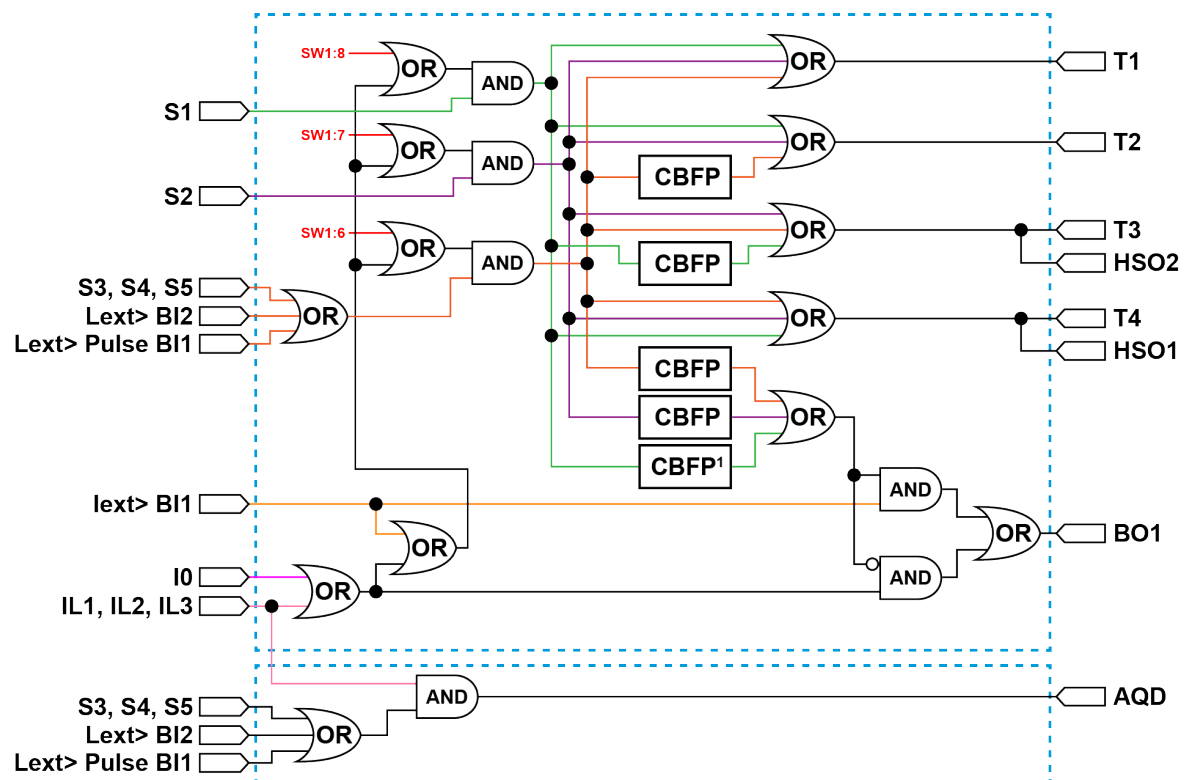 SW1:8
OR
AND
OR
T1
S1
SW1:7
OR
AND
OR
T2
CBFP
S2
SW1:6
OR
AND
OR
T3
CBFP
HSO2
S3, S4, S5
Lext> BI2
OR
OR
T4
Lext> Pulse BI1
HSO1
CBFP
CBFP
OR
CBFP¹
Iext> BI1
AND
OR
OR
BO1
I0
OR
AND
IL1, IL2, IL3
AND
AQD
S3, S4, S5
Lext> BI2
OR
Lext> Pulse BI1